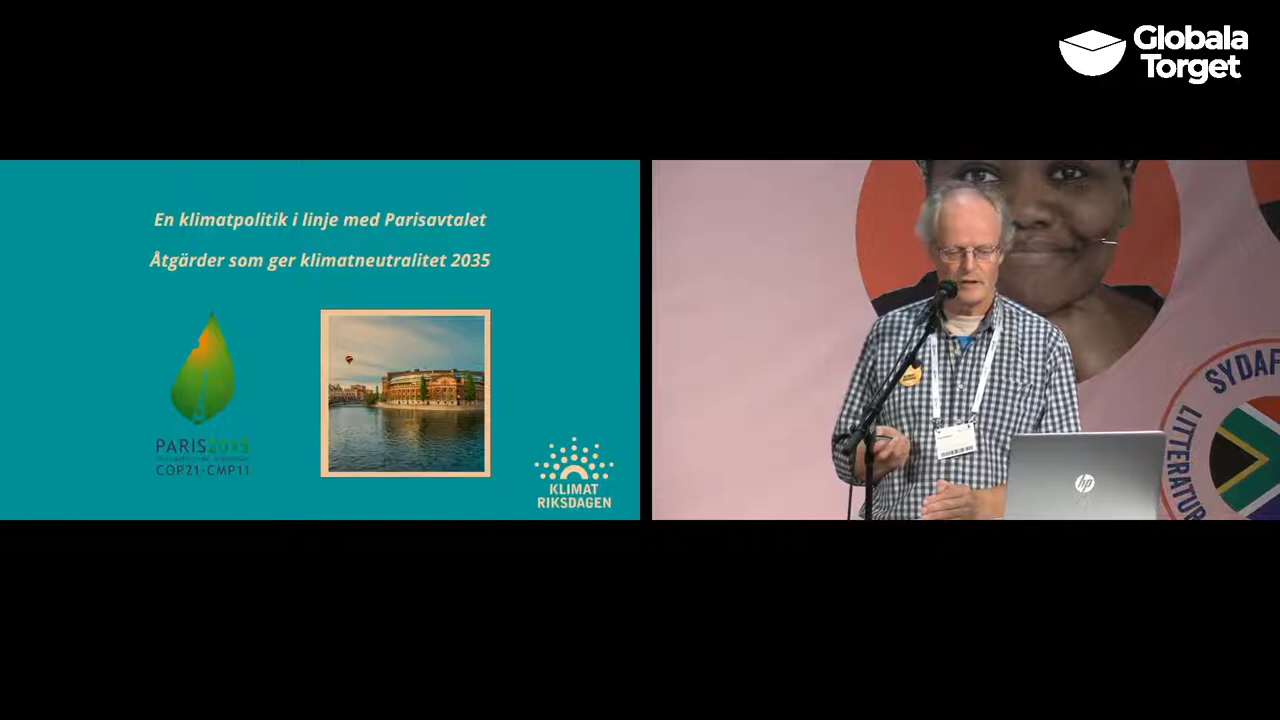 Globala
Torget
En klimatpolitik i linje med Parisavtalet
Åtgärder som ger klimatneutralitet 2035
PARIS2015
COP21·CMP11
KLIMAT
RIKSDAGEN
SYDAF
LITTERATUR
hp